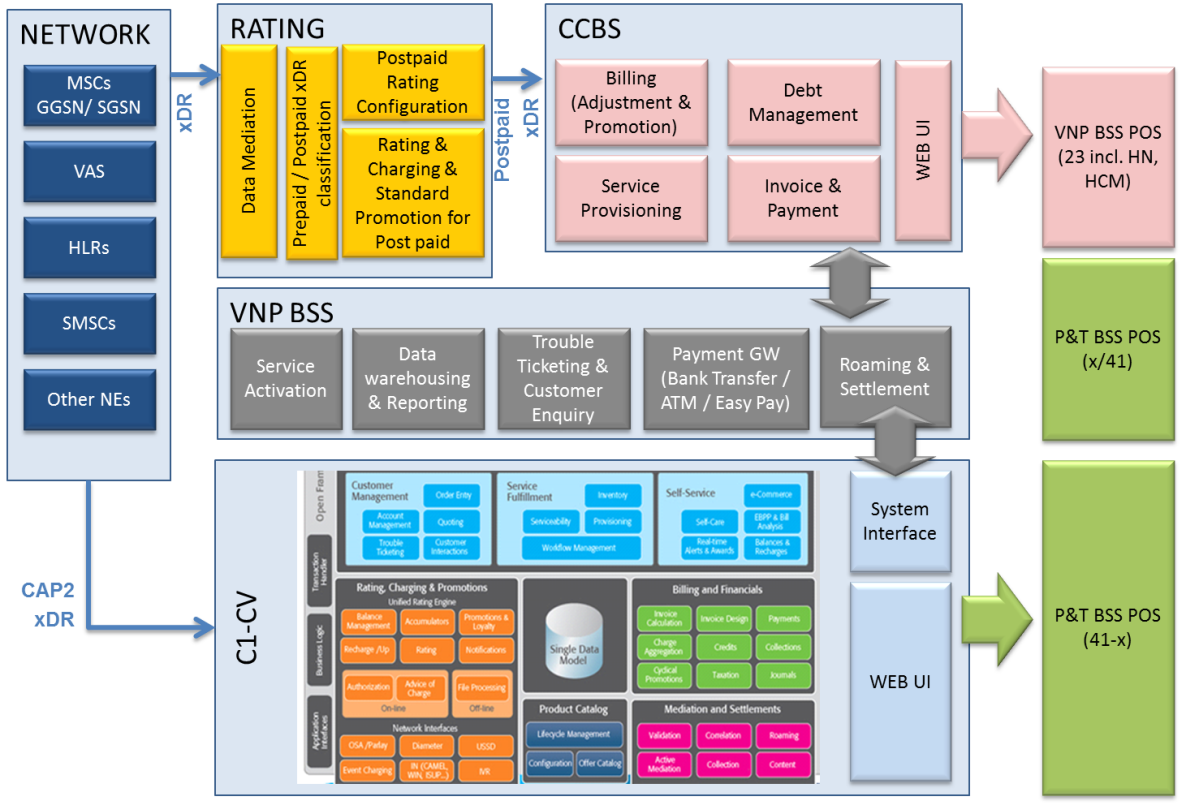 NETWORK
MSCs
GGSN/ SGSN
VAS
HLRs
SMSCs
Other NEs
xDR
RATING
Data Mediation
Prepaid / Postpaid xDR
classification
Postpaid
Rating
Configuration
Rating &
Charging &
Standard
Promotion for
Post paid
Postpaid
xDR
CCBS
Billing
(Adjustment &
Promotion)
Debt
Management
Service
Provisioning
Invoice &
Payment
WEB UI
VNP BSS POS
(23 incl. HN,
HCM)
P&T BSS POS
(x/41)
VNP BSS
Service
Activation
Data
warehousing
& Reporting
Trouble
Ticketing &
Customer
Enquiry
Payment GW
(Bank Transfer /
ATM / Easy Pay)
Roaming &
Settlement
CAP2
xDR
C1-CV
Open Fram
Transaction
Handler
Business Logic
Application
Interfaces
Customer
Management
Order Entry
Account
Management
Quoting
Trouble
Ticketing
Customer
Interactions
Service
Fulfillment
Inventory
Serviceability
Provisioning
Workflow Management
Self-Service
e-Commerce
Self-Care
EBPP & Bill
Analysis
Real-time
Alerts & Awards
Balances &
Recharges
Rating, Charging & Promotions
Unified Rating Engine
Balance
Management
Accumulators
Promotions &
Loyalty
Recharge /Up
Rating
Notifications
Authorization
Advice of
Charge
File Processing
On-line
Off-line
Network Interfaces
OSA /Parlay
Diameter
USSD
Event Charging
IN (CAMEL,
WIN, ISUP...)
IVR
Single Data
Model
Product Catalog
Lifecycle Management
Configuration
Offer Catalog
Billing and Financials
Invoice
Calculation
Invoice Design
Payments
Charge
Aggregation
Credits
Collections
Cyclical
Promotions
Taxation
Journals
Mediation and Settlements
Validation
Correlation
Roaming
Active
Mediation
Collection
Content
System
Interface
WEB UI
P&T BSS POS
(41-x)